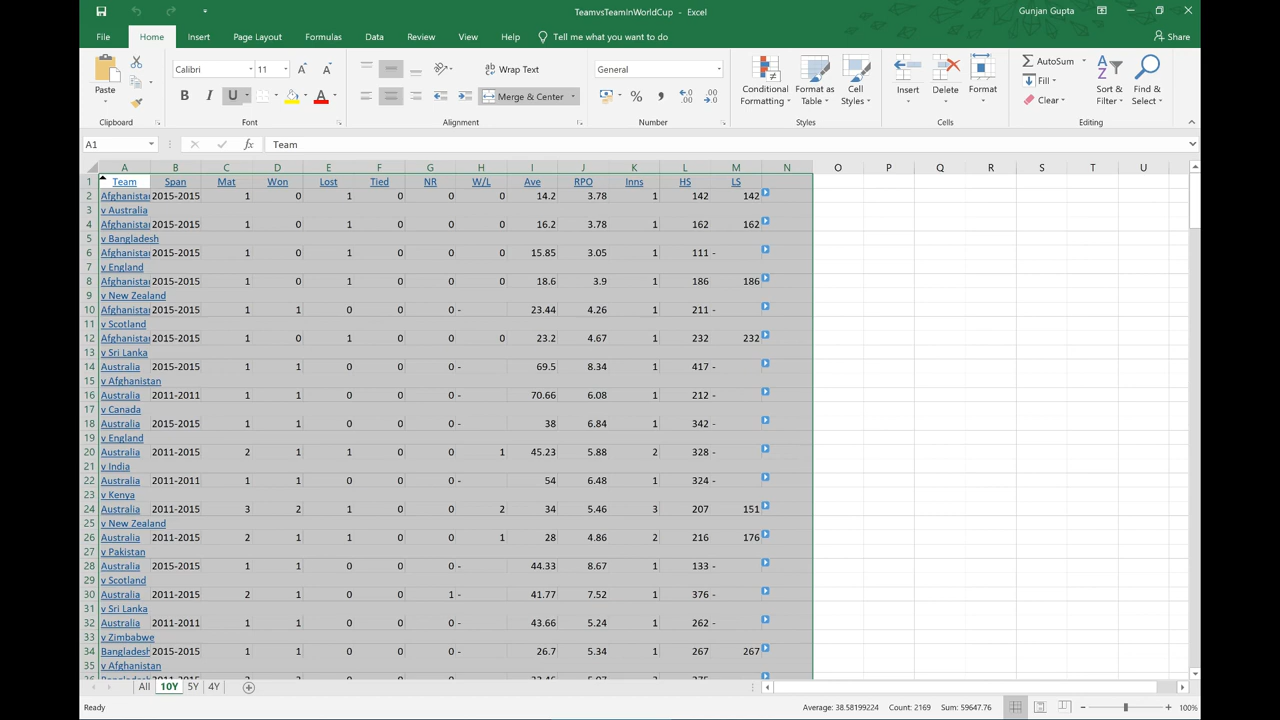 TeamvsTeamInWorldCup - Excel
Gunjan Gupta
File Home Insert Page Layout Formulas Data Review View Help Tell me what you want to do Share
Paste
Clipboard
Calibri 11
B I U
Font
Wrap Text
Merge & Center
Alignment
General
Number
Conditional Formatting
Format as Table
Cell Styles
Styles
Insert Delete Format
Cells
AutoSum
Fill
Clear
Sort & Filter
Find & Select
Editing
A1 fx Team
A B C D E F G H I J K L M N O P Q R S T U
1 Team Span Mat Won Lost Tied NR W/L Ave RPO Inns HS LS
2 Afghanistan 2015-2015 1 0 1 0 0 0 14.2 3.78 1 142 142
3 v Australia
4 Afghanistan 2015-2015 1 0 1 0 0 0 16.2 3.78 1 162 162
5 v Bangladesh
6 Afghanistan 2015-2015 1 0 1 0 0 0 15.85 3.05 1 111 -
7 v England
8 Afghanistan 2015-2015 1 0 1 0 0 0 18.6 3.9 1 186 186
9 v New Zealand
10 Afghanistan 2015-2015 1 1 0 0 0 - 23.44 4.26 1 211 -
11 v Scotland
12 Afghanistan 2015-2015 1 0 1 0 0 0 23.2 4.67 1 232 232
13 v Sri Lanka
14 Australia 2015-2015 1 1 0 0 0 - 69.5 8.34 1 417 -
15 v Afghanistan
16 Australia 2011-2011 1 1 0 0 0 - 70.66 6.08 1 212 -
17 v Canada
18 Australia 2015-2015 1 1 0 0 0 - 38 6.84 1 342 -
19 v England
20 Australia 2011-2015 2 1 1 0 0 1 45.23 5.88 2 328 -
21 v India
22 Australia 2011-2011 1 1 0 0 0 - 54 6.48 1 324 -
23 v Kenya
24 Australia 2011-2015 3 2 1 0 0 2 34 5.46 3 207 151
25 v New Zealand
26 Australia 2011-2015 2 1 1 0 0 1 28 4.86 2 216 176
27 v Pakistan
28 Australia 2015-2015 1 1 0 0 0 - 44.33 8.67 1 133 -
29 v Scotland
30 Australia 2011-2015 2 1 0 0 1 - 41.77 7.52 1 376 -
31 v Sri Lanka
32 Australia 2011-2011 1 1 0 0 0 - 43.66 5.24 1 262 -
33 v Zimbabwe
34 Bangladesh 2015-2015 1 1 0 0 0 - 26.7 5.34 1 267 267
35 v Afghanistan
All 10Y 5Y 4Y
Ready Average: 38.58199224 Count: 2169 Sum: 59647.76 100%